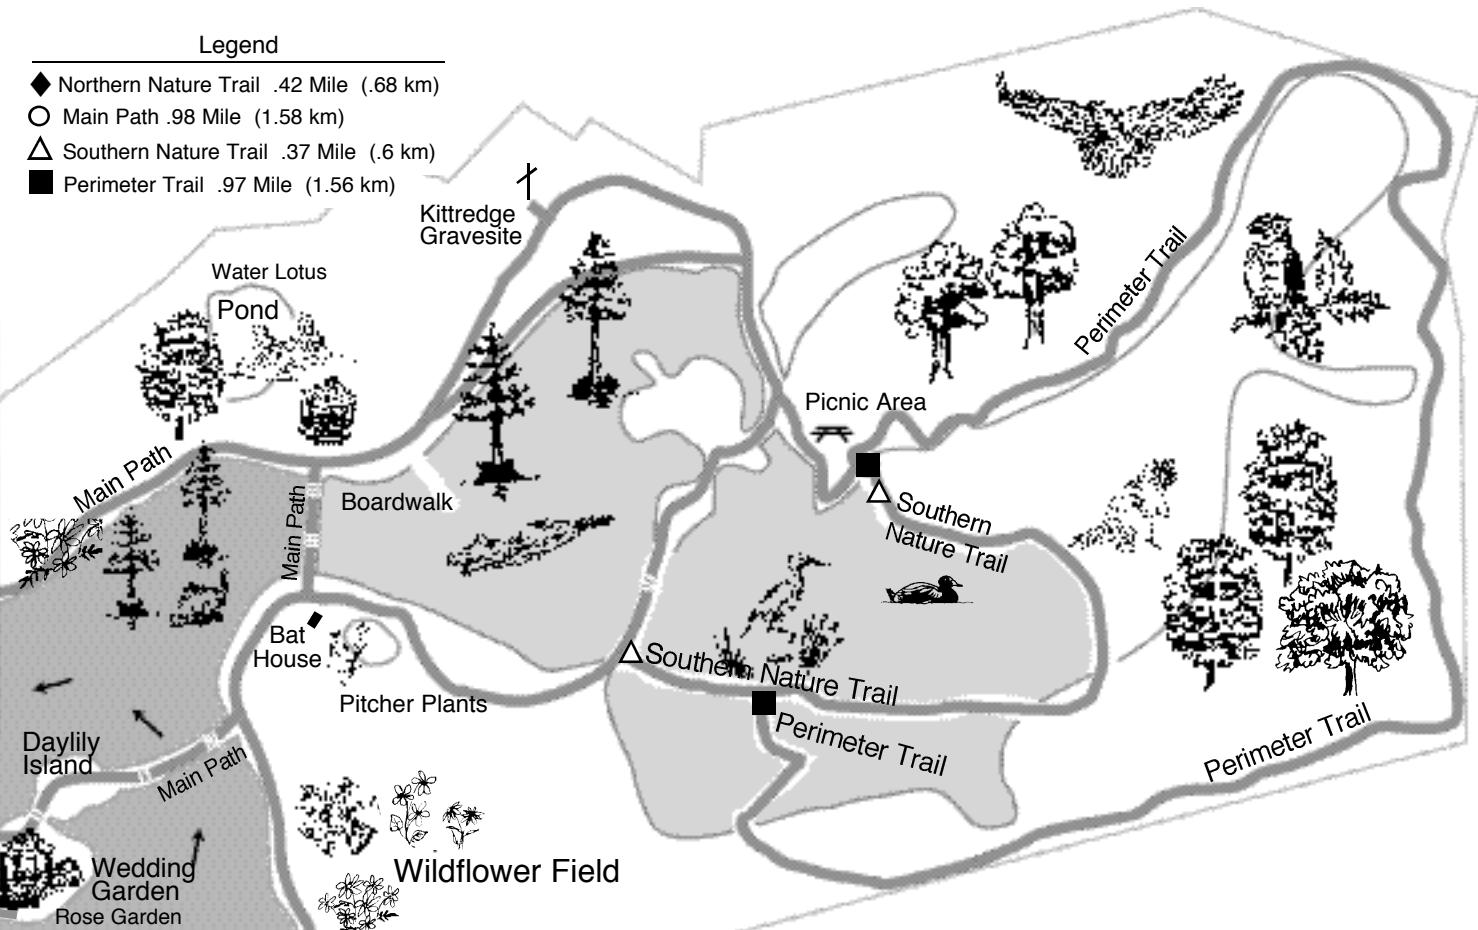 Legend
Northern Nature Trail .42 Mile (.68 km)
Main Path .98 Mile (1.58 km)
Southern Nature Trail .37 Mile (.6 km)
Perimeter Trail .97 Mile (1.56 km)
Kittredge
Gravesite
Water Lotus
Pond
Perimeter Trail
Picnic Area
Main Path
Boardwalk
Main Path
Southern
Nature Trail
Bat
House
Southern Nature Trail
Pitcher Plants
Perimeter Trail
Perimeter Trail
Daylily
Island
Main Path
Wedding
Garden
Rose Garden
Wildflower Field